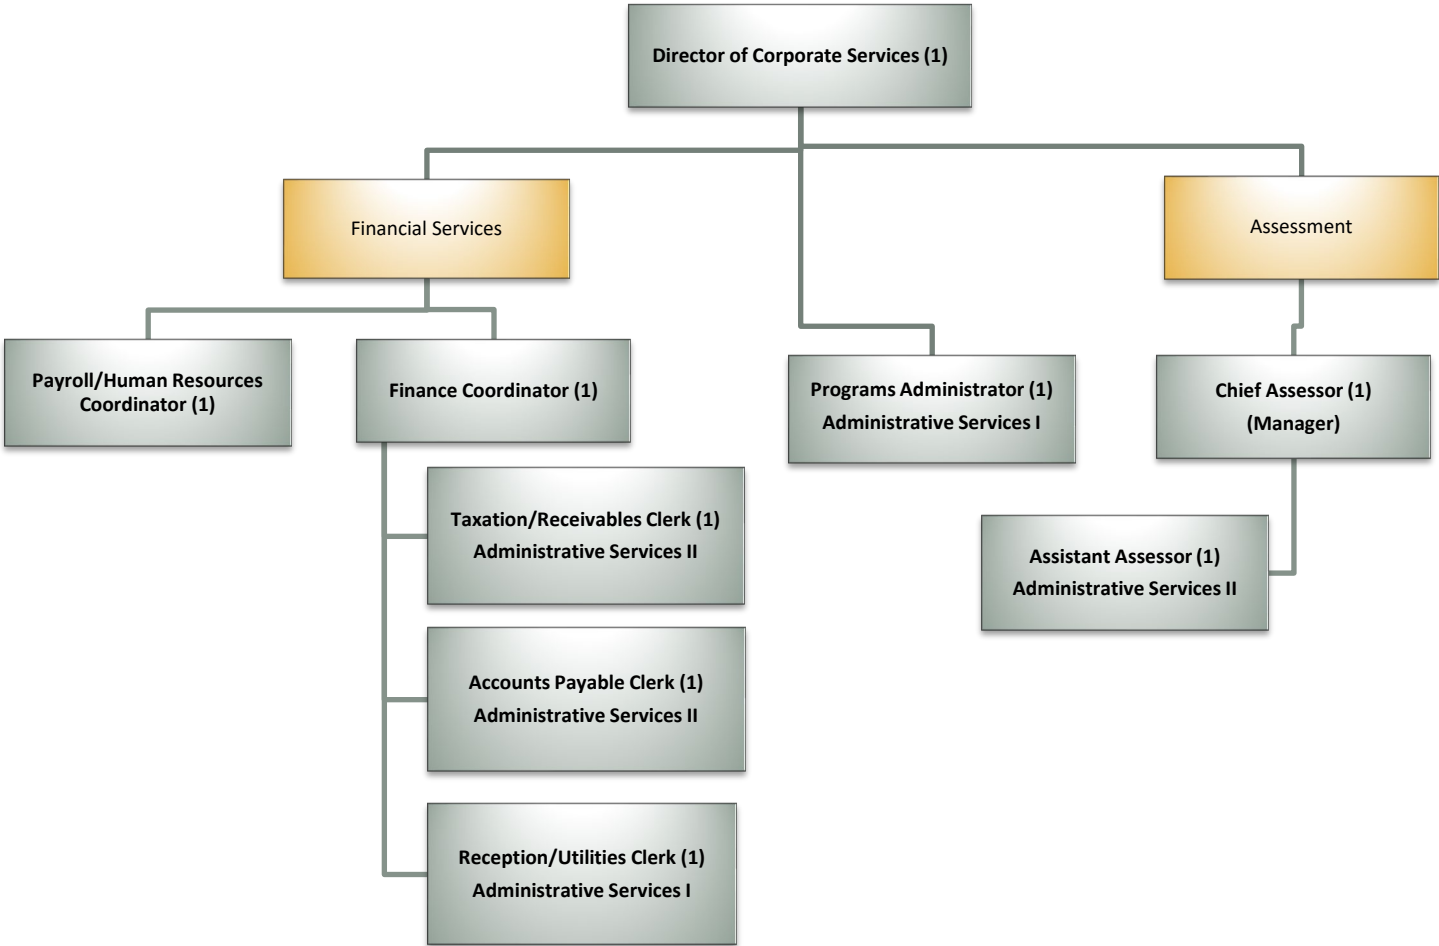 Director of Corporate Services (1)
Financial Services
Assessment
Payroll/Human Resources
Coordinator (1)
Finance Coordinator (1)
Programs Administrator (1)
Administrative Services I
Chief Assessor (1)
(Manager)
Taxation/Receivables Clerk (1)
Administrative Services II
Assistant Assessor (1)
Administrative Services II
Accounts Payable Clerk (1)
Administrative Services II
Reception/Utilities Clerk (1)
Administrative Services I